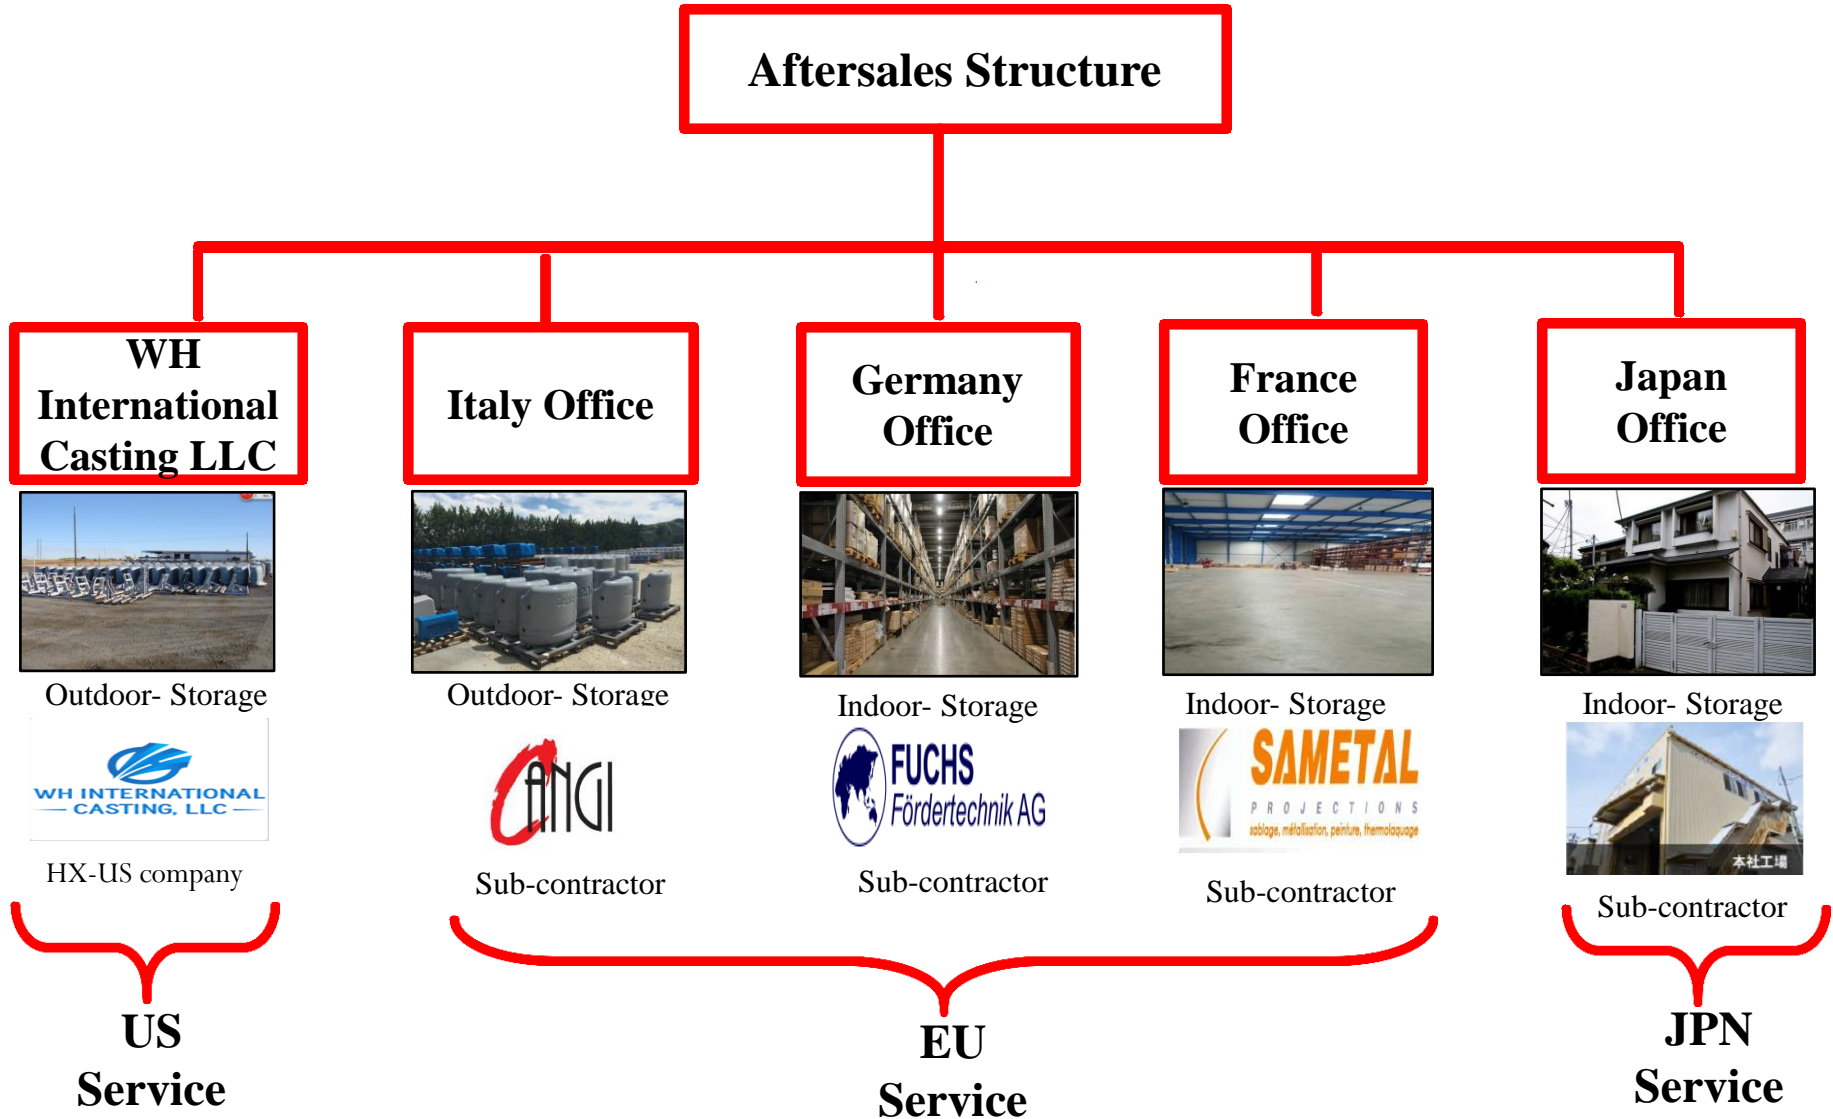 Aftersales Structure
WH
International
Casting LLC
Italy Office
Germany
Office
France
Office
Japan
Office
Outdoor- Storage
Outdoor- Storage
Indoor- Storage
Indoor- Storage
Indoor- Storage
WH INTERNATIONAL
CASTING, LLC
CANGI
FUCHS
Fördertechnik AG
SAMETAL
PROJECTIONS
sablage, métallisation, peinture, thermolaquage
本社工場
HX-US company
Sub-contractor
Sub-contractor
Sub-contractor
Sub-contractor
US
Service
EU
Service
JPN
Service